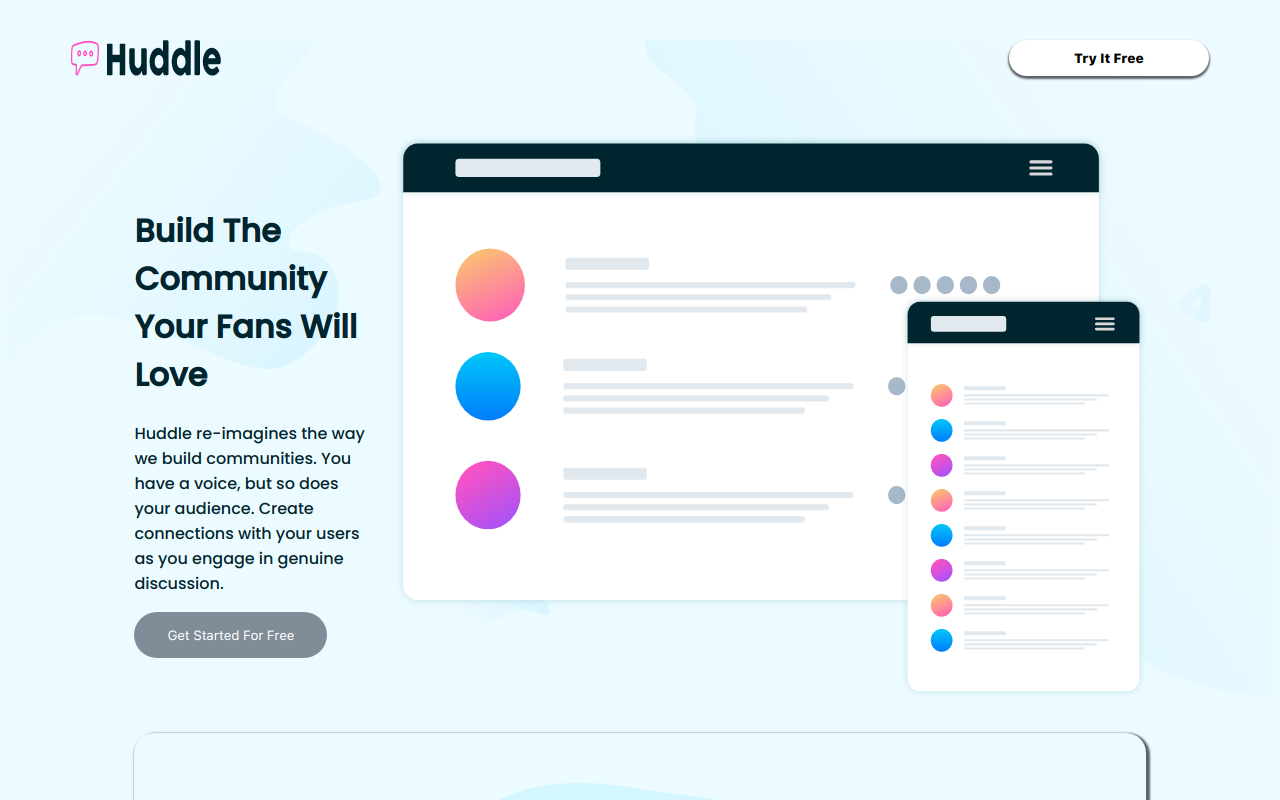 Huddle
Try It Free
Build The
Community
Your Fans Will
Love
Huddle re-imagines the way
we build communities. You
have a voice, but so does
your audience. Create
connections with your users
as you engage in genuine
discussion.
Get Started For Free